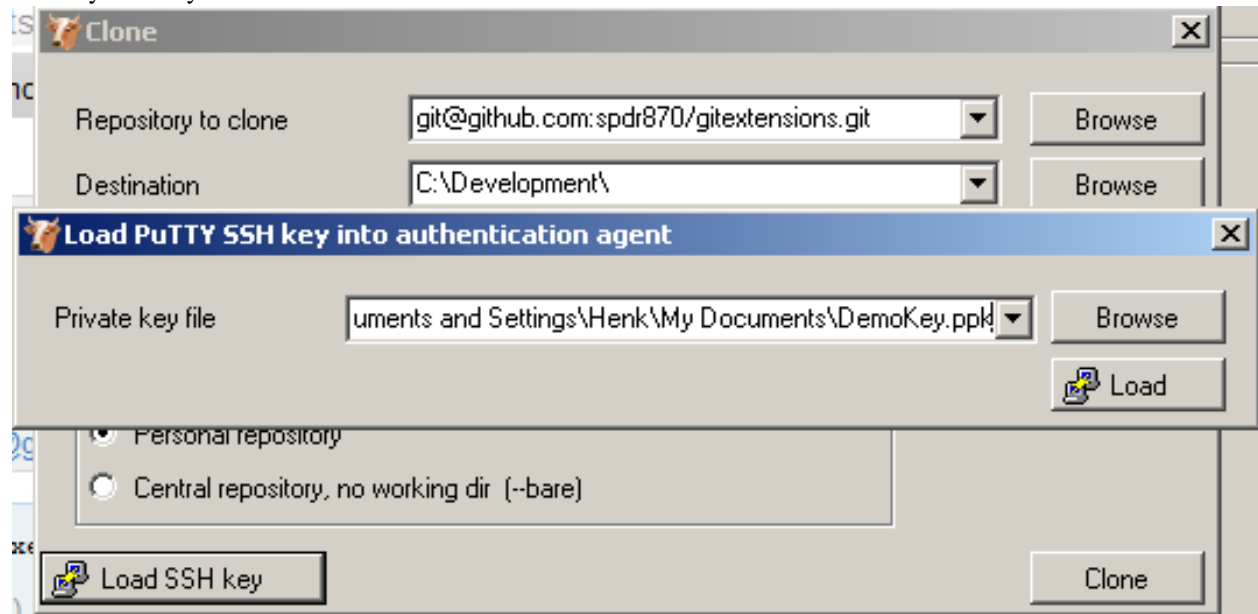 Clone
Repository to clone git@github.com:spdr870/gitextensions.git Browse
Destination C:\Development\ Browse
Load PuTTY SSH key into authentication agent
Private key file uments and Settings\Henk\My Documents\DemoKey.ppk Browse
Load
Personal repository
Central repository, no working dir (--bare)
Load SSH key Clone